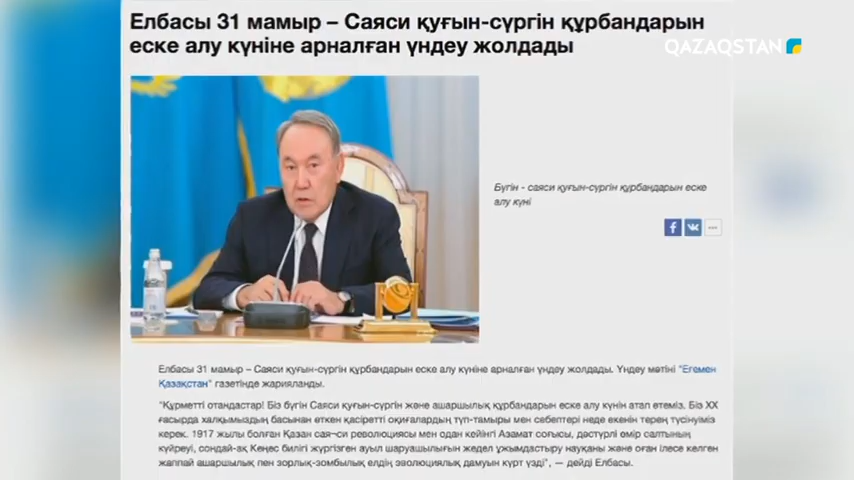 Елбасы 31 мамыр – Саяси қуғын-сүргін құрбандарын
еске алу күніне арналған үндеу жолдады
QAZAQSTAN
Бүгін - саяси қуғын-сүргін құрбандарын еске
алу күні
Елбасы 31 мамыр – Саяси қуғын-сүргін құрбандарын еске алу күніне арналған үндеу жолдады. Үндеу мәтіні "Егемен
Қазақстан" газетінде жарияланды.
"Құрметті отандастар! Біз бүгін Саяси қуғын-сүргін және ашаршылық құрбандарын еске алу күнін атап өтеміз. Біз ХХ
ғасырда халқымыздың басынан өткен қасіретті оқиғалардың түп-тамыры мен себептері неде екенін терең түсінуіміз
керек. 1917 жылы болған Қазан сая¬си революциясы мен одан кейінгі Азамат соғысы, дәстүрлі өмір салтының
күйреуі, сондай-ақ Кеңес билігі жүргізген ауыл шаруашылығын жедел ұжымдастыру науқаны және оған ілесе келген
жаппай ашаршылық пен зорлық-зомбылық елдің эволюциялық дамуын күрт үзді", — дейді Елбасы.